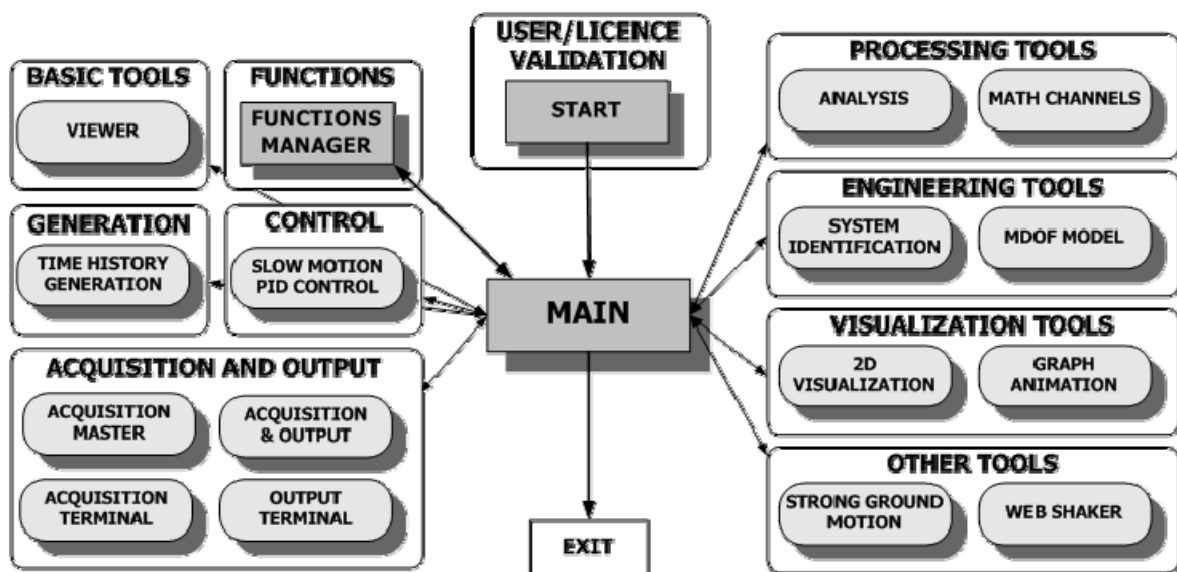 USER/LICENCE
VALIDATION
START
BASIC TOOLS
VIEWER
FUNCTIONS
FUNCTIONS
MANAGER
GENERATION
TIME HISTORY
GENERATION
CONTROL
SLOW MOTION
PID CONTROL
ACQUISITION AND OUTPUT
ACQUISITION
MASTER
ACQUISITION
& OUTPUT
ACQUISITION
TERMINAL
OUTPUT
TERMINAL
MAIN
EXIT
PROCESSING TOOLS
ANALYSIS
MATH CHANNELS
ENGINEERING TOOLS
SYSTEM
IDENTIFICATION
MDOF MODEL
VISUALIZATION TOOLS
2D
VISUALIZATION
GRAPH
ANIMATION
OTHER TOOLS
STRONG GROUND
MOTION
WEB SHAKER